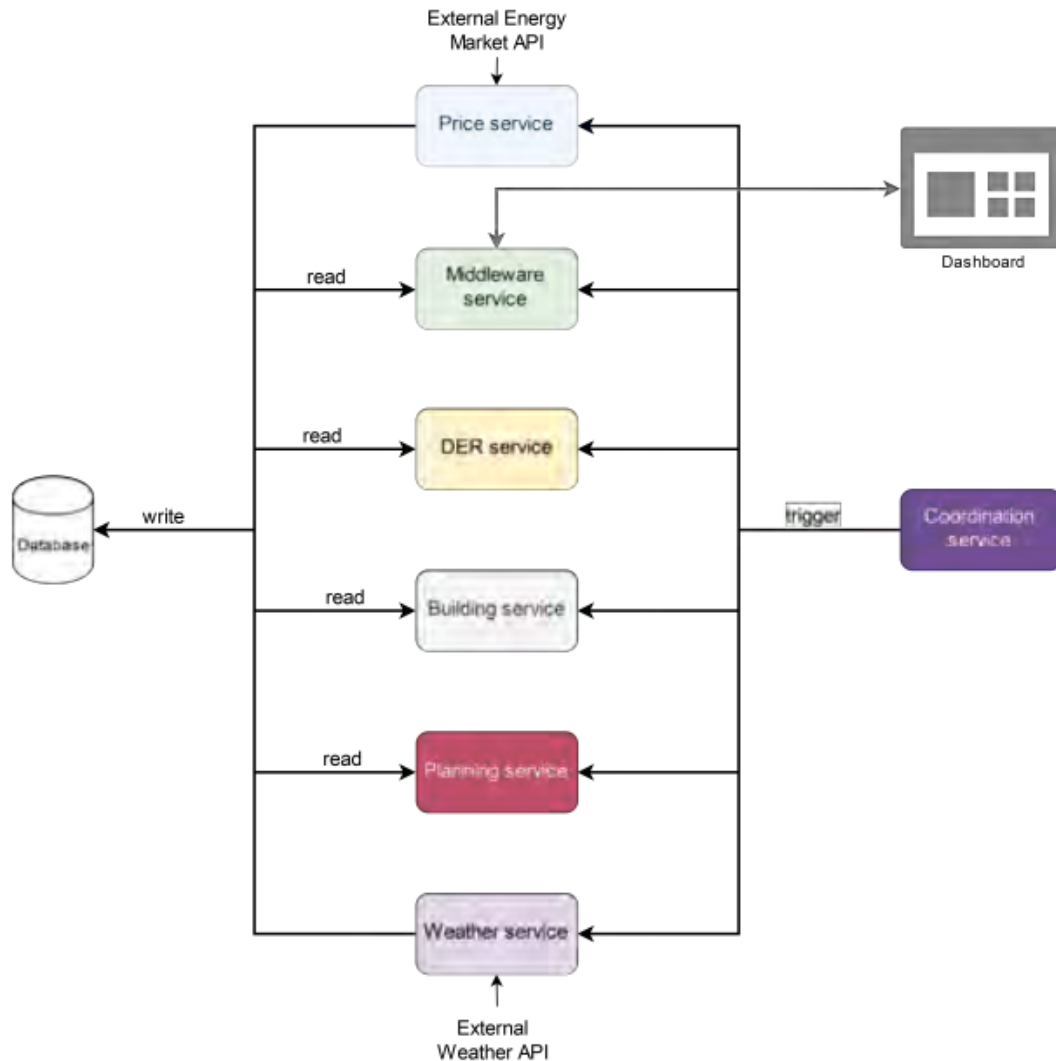 External Energy
Market API
Price service
Middleware
service
Dashboard
read
DER service
read
Database
write
trigger
Coordination
service
read
Building service
read
Planning service
Weather service
External
Weather API